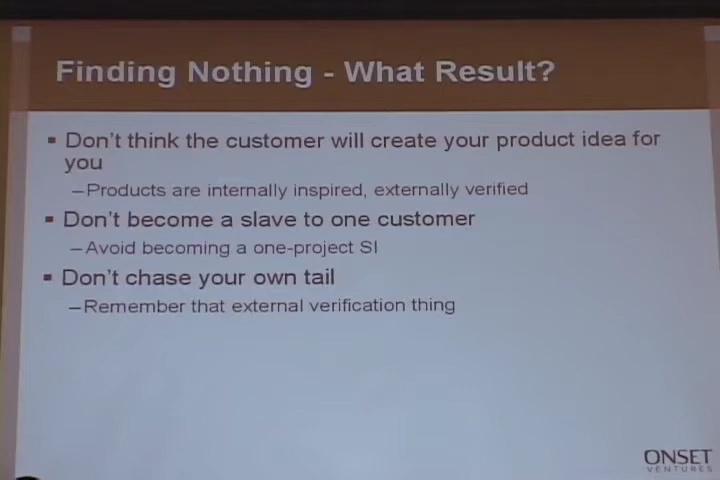 Finding Nothing - What Result?
▪ Don't think the customer will create your product idea for
you
–Products are internally inspired, externally verified
▪ Don't become a slave to one customer
–Avoid becoming a one-project SI
▪ Don't chase your own tail
–Remember that external verification thing
ONSET
VENTURES